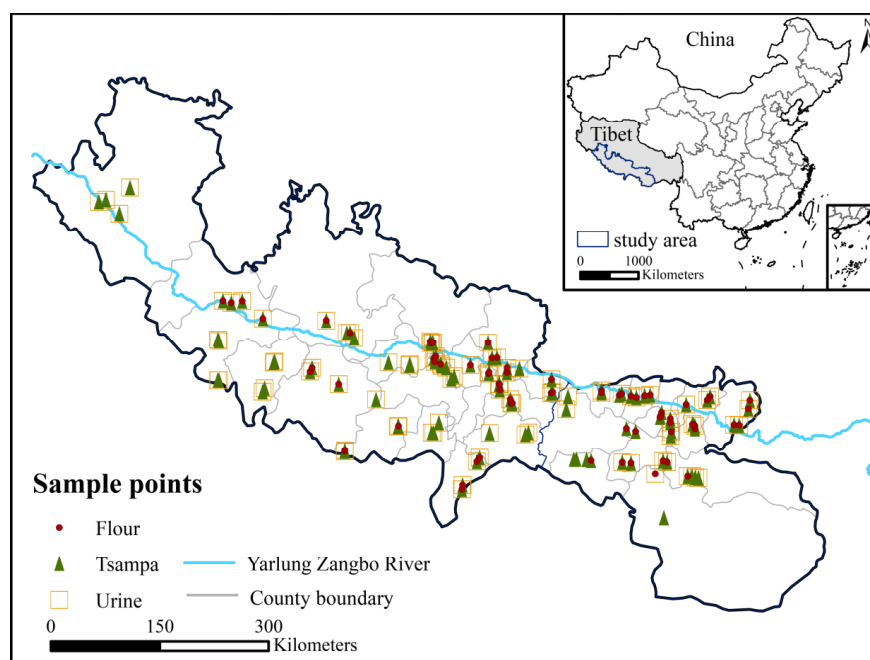 China
N
Tibet
study area
0 1000
Kilometers
Sample points
Flour
Tsampa
Yarlung Zangbo River
Urine
County boundary
0 150 300
Kilometers